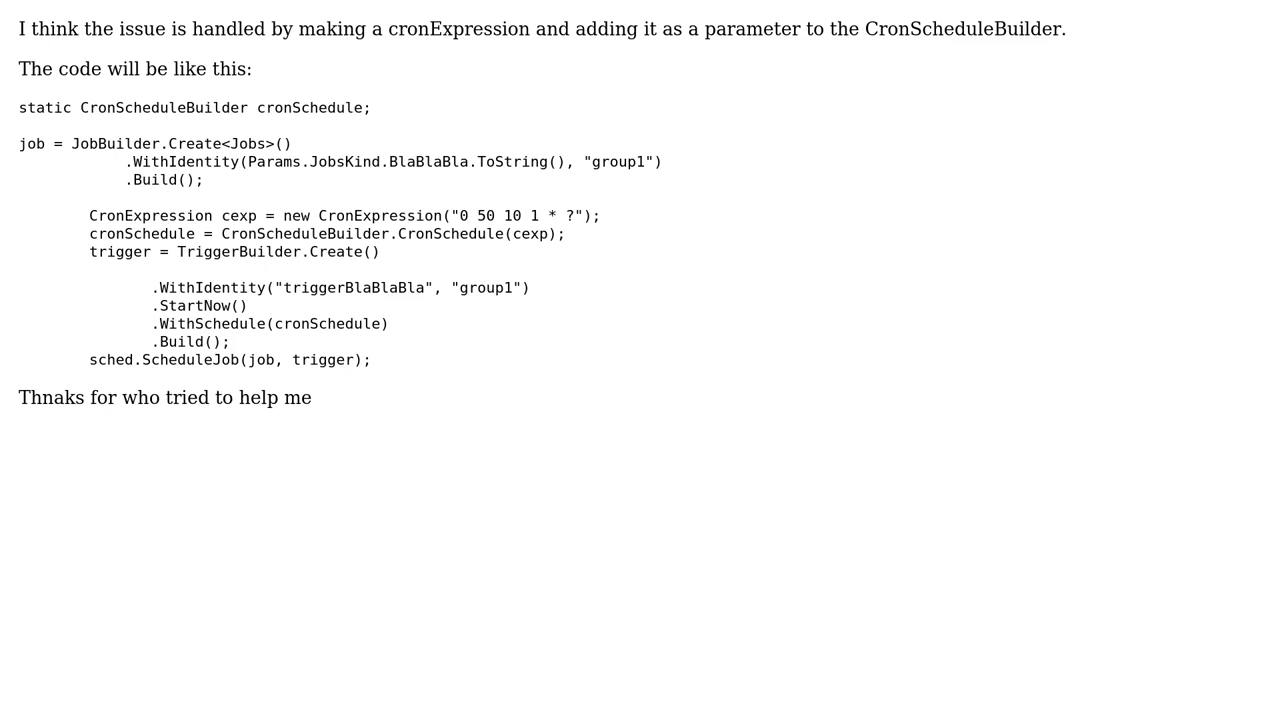 I think the issue is handled by making a cronExpression and adding it as a parameter to the CronScheduleBuilder.
The code will be like this:
static CronScheduleBuilder cronSchedule;
job = JobBuilder.Create<Jobs>()
.WithIdentity(Params.JobsKind.BlaBlaBla.ToString(), "group1")
.Build();
CronExpression cexp = new CronExpression("0 50 10 1 * ?");
cronSchedule = CronScheduleBuilder.CronSchedule(cexp);
trigger = TriggerBuilder.Create()
.WithIdentity("triggerBlaBlaBla", "group1")
.StartNow()
.WithSchedule(cronSchedule)
.Build();
sched.ScheduleJob(job, trigger);
Thnaks for who tried to help me